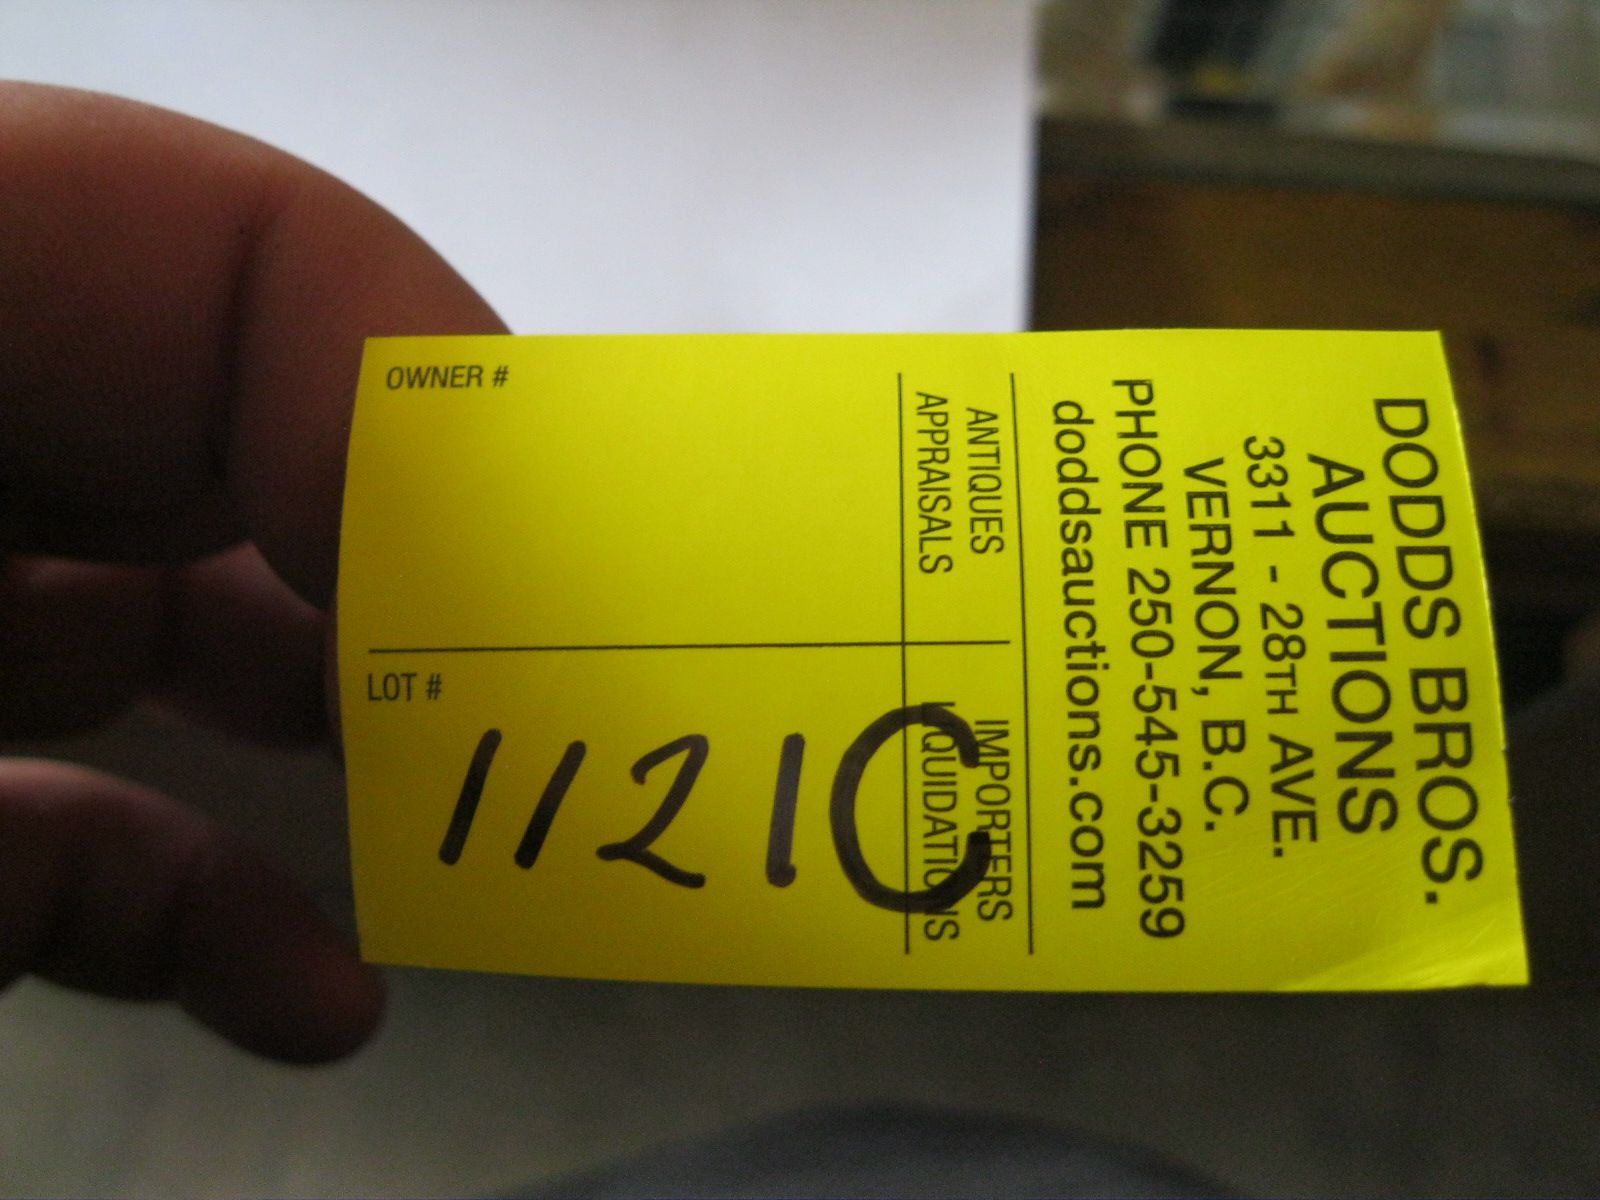 DODDS BROS.
AUCTIONS
3311 - 28TH AVE.
VERNON, B.C.
PHONE 250-545-3259
doddsauctions.com
ANTIQUES
APPRAISALS
IMPORTERS
LIQUIDATIONS
OWNER #
LOT #
1121C